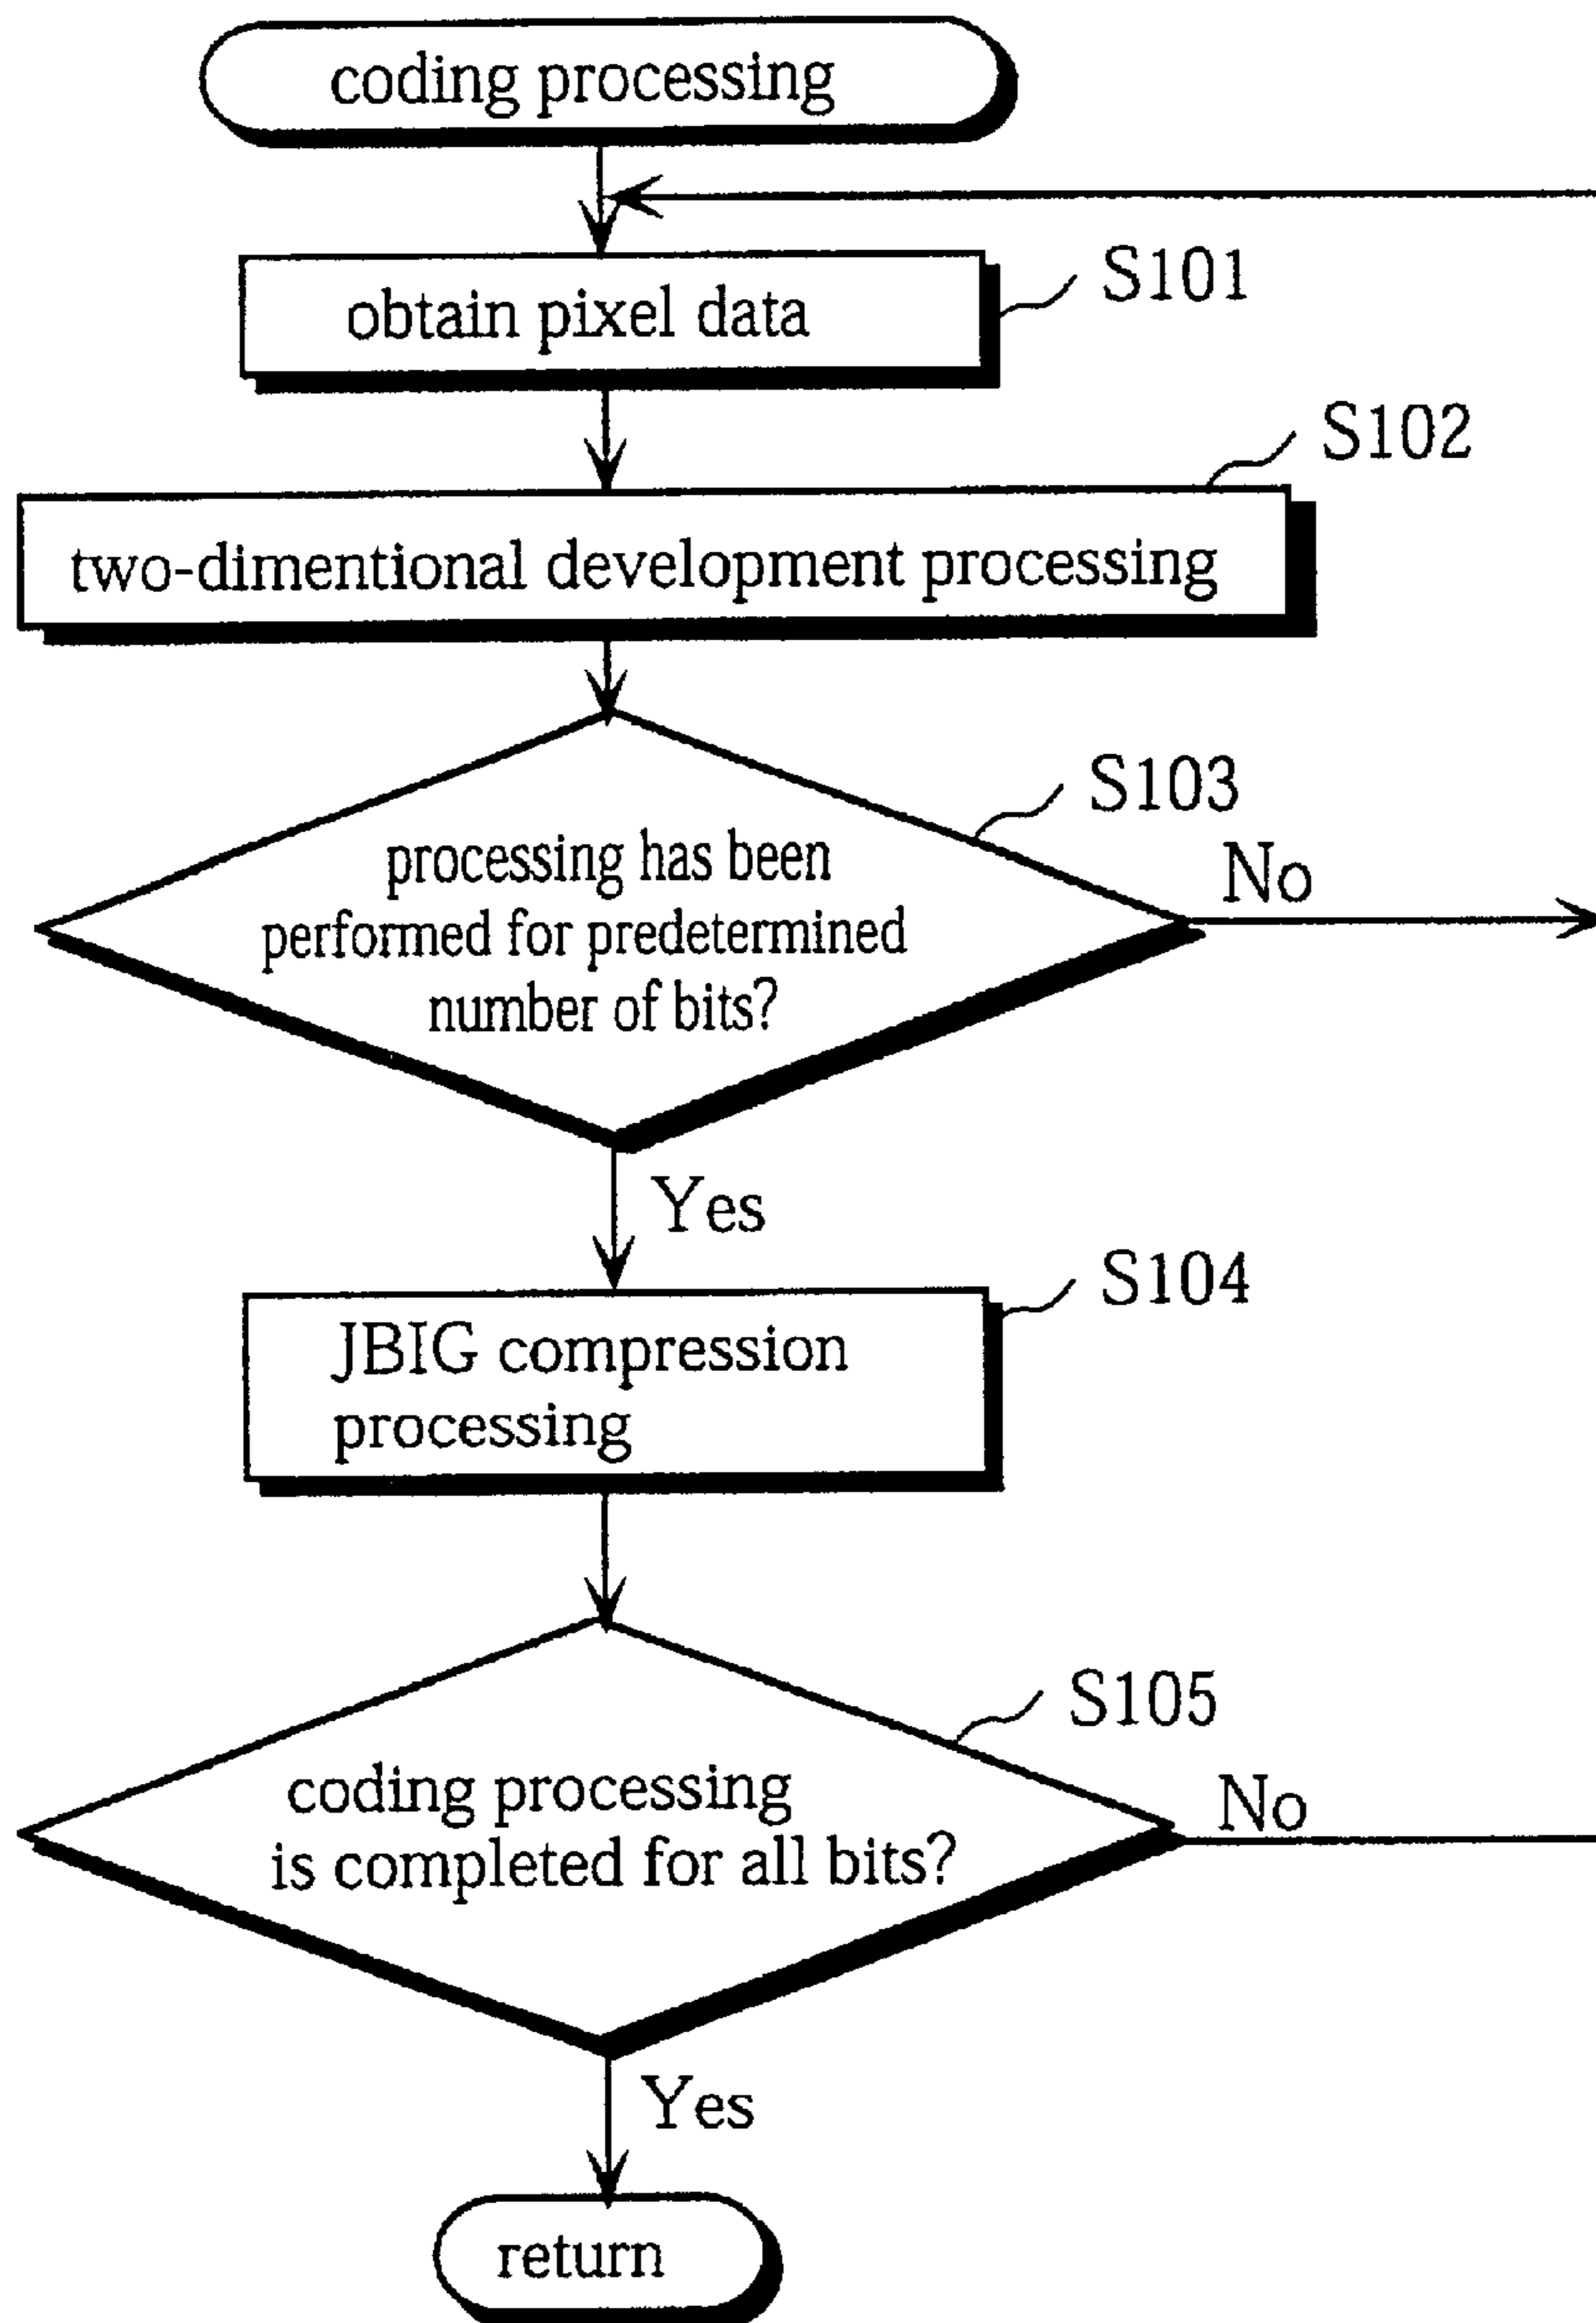 coding processing
obtain pixel data
S101
S102
two-dimentional development processing
S103
processing has been
performed for predetermined
number of bits?
No
Yes
S104
JBIG compression
processing
S105
coding processing
is completed for all bits?
No
Yes
return